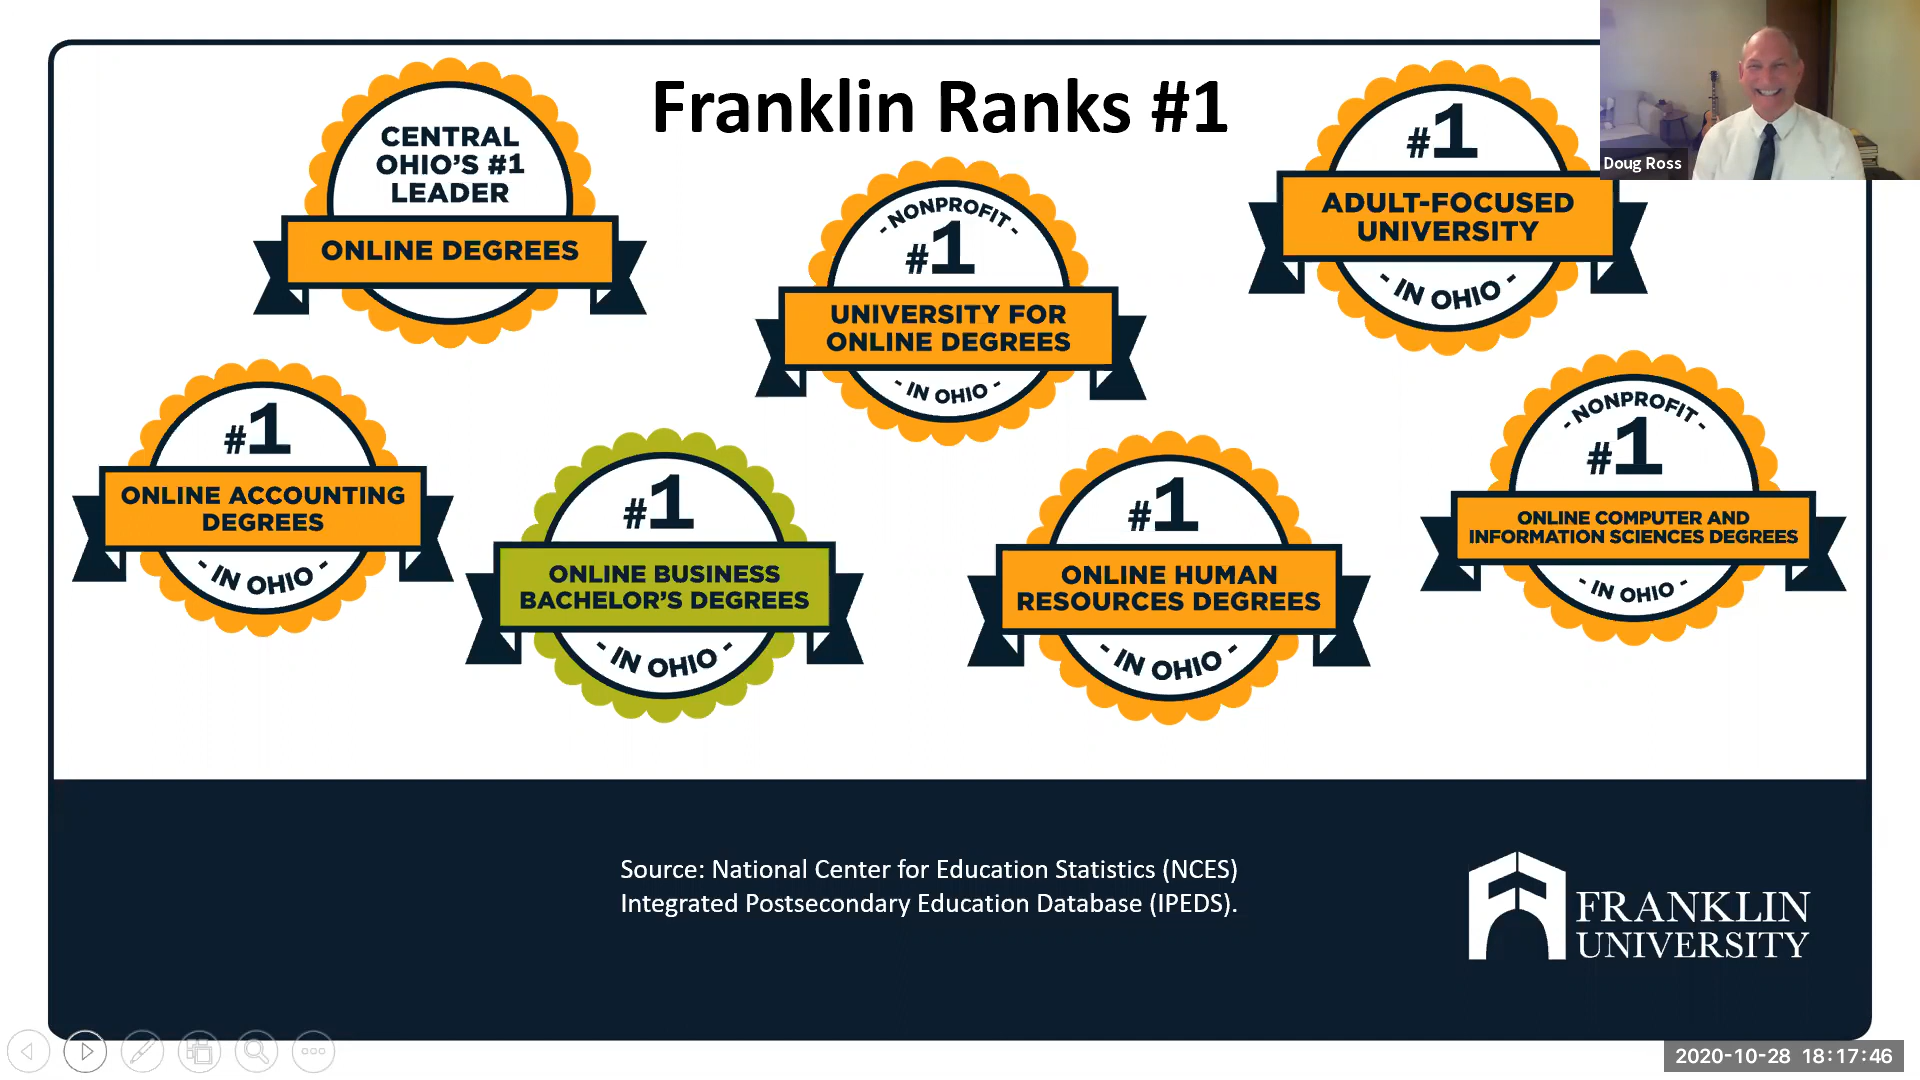 Franklin Ranks #1
CENTRAL
OHIO'S #1
LEADER
ONLINE DEGREES
- NONPROFIT -
#1
UNIVERSITY FOR
ONLINE DEGREES
- IN OHIO -
#1
ADULT-FOCUSED
UNIVERSITY
- IN OHIO -
Doug Ross
#1
ONLINE ACCOUNTING
DEGREES
- IN OHIO -
#1
ONLINE BUSINESS
BACHELOR'S DEGREES
- IN OHIO -
#1
ONLINE HUMAN
RESOURCES DEGREES
- IN OHIO -
- NONPROFIT -
#1
ONLINE COMPUTER AND
INFORMATION SCIENCES DEGREES
- IN OHIO -
Source: National Center for Education Statistics (NCES)
Integrated Postsecondary Education Database (IPEDS).
FRANKLIN
UNIVERSITY
2020-10-28 18:17:46